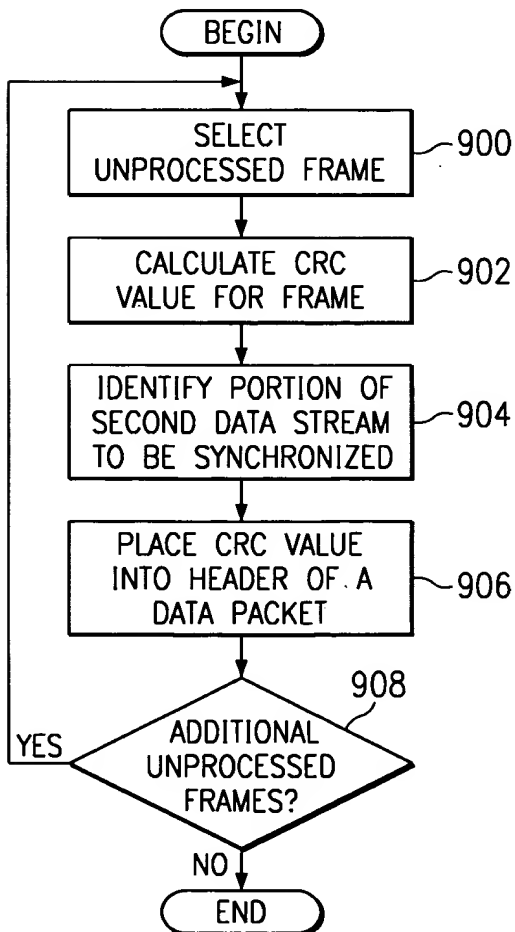 BEGIN
SELECT
UNPROCESSED FRAME
900
CALCULATE CRC
VALUE FOR FRAME
902
IDENTIFY PORTION OF
SECOND DATA STREAM
TO BE SYNCHRONIZED
904
PLACE CRC VALUE
INTO HEADER OF A
DATA PACKET
906
908
ADDITIONAL
UNPROCESSED
FRAMES?
YES
NO
END